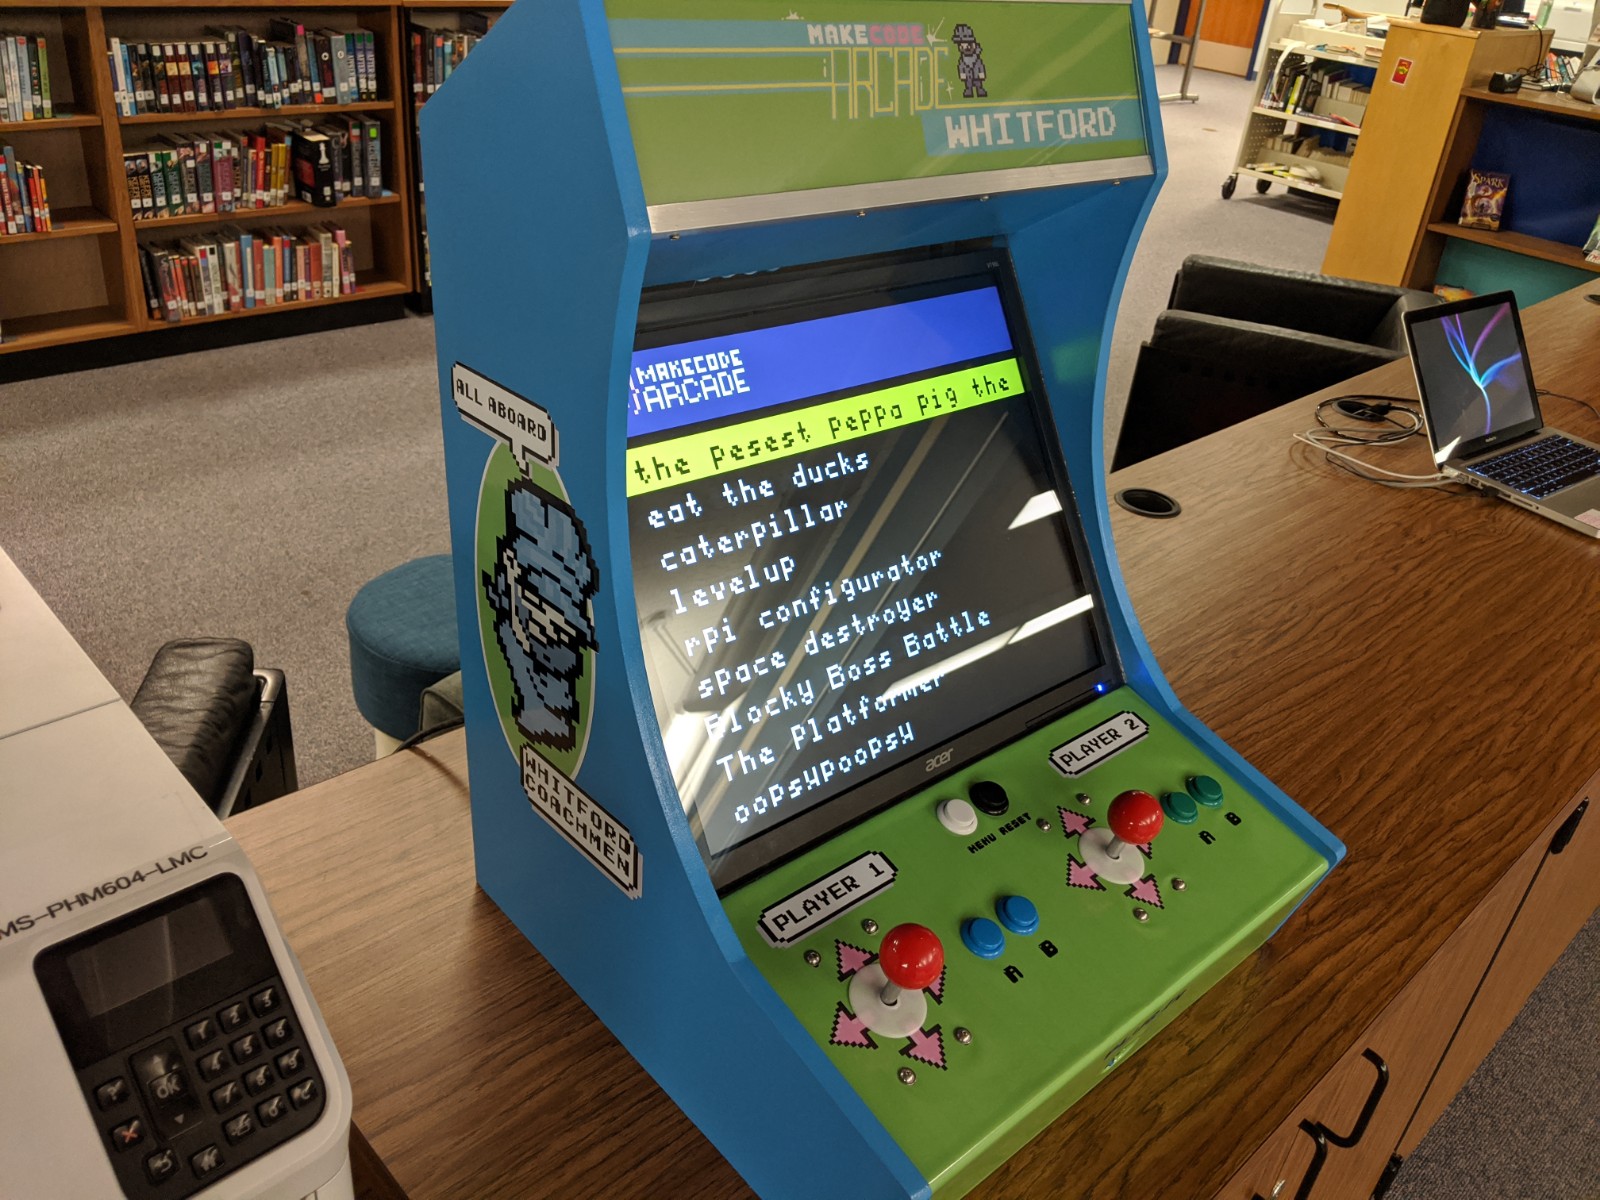 MAKECODE
ARCADE
WHITFORD
ALL ABOARD
WHITFORD
COACHMEN
MAKECODE
ARCADE
the pesest peppa pig the
eat the ducks
caterpillar
levelup
rpi configurator
space destroyer
Blocky Boss Battle
The Platformer
oopsypoopsy
acer
PLAYER 2
MENU RESET
A B
PLAYER 1
A B
MS-PHM604-LMC
OK
SPARK